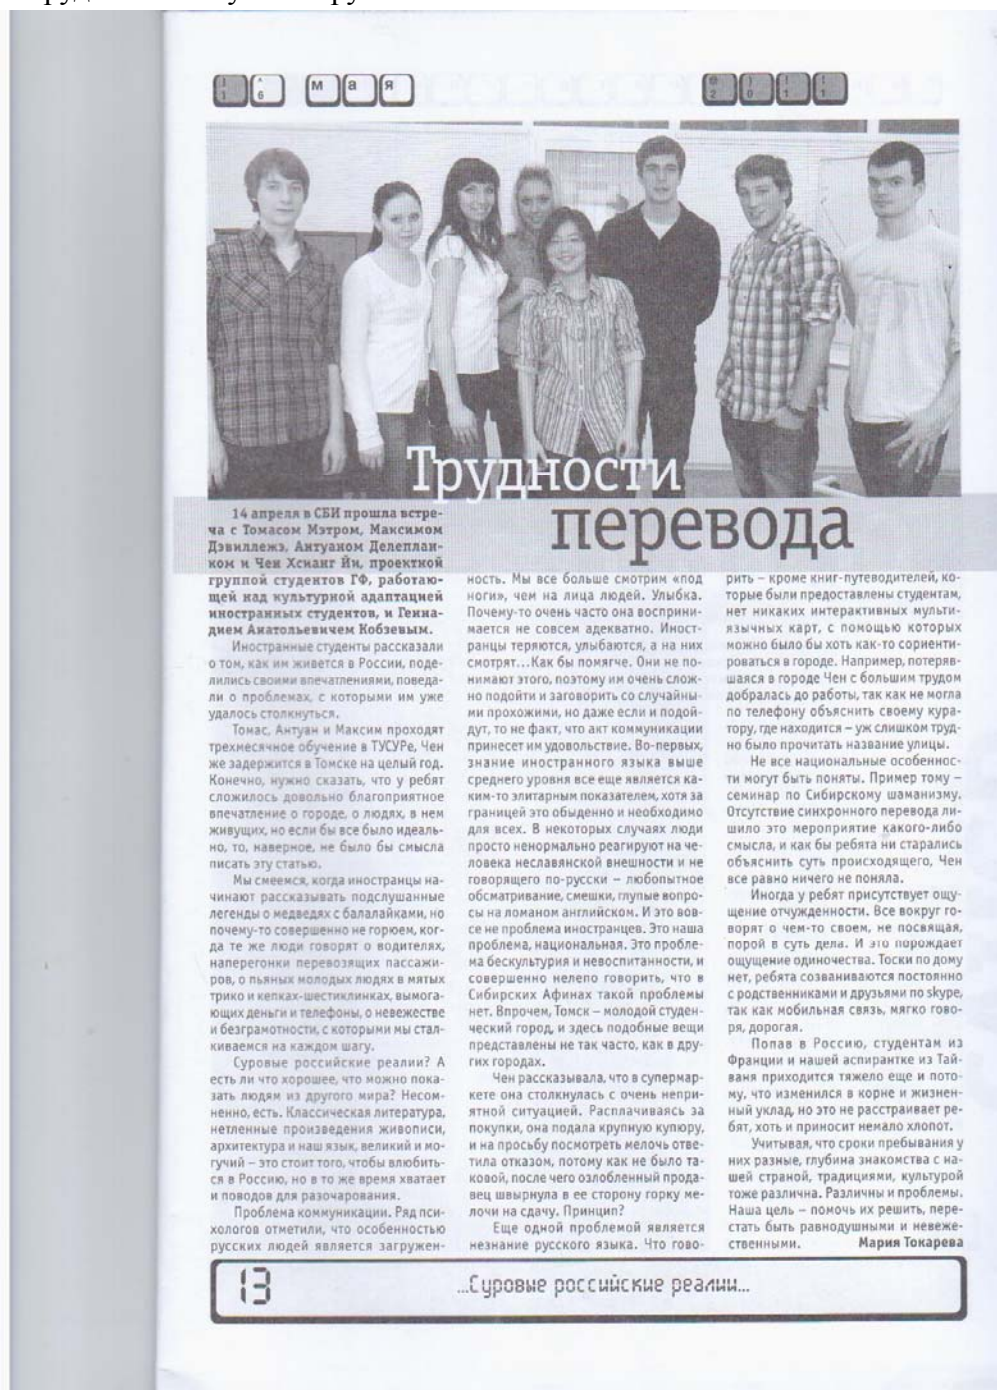 16 мая
2011
Трудности
перевода
14 апреля в СБИ прошла встре-
ча с Томасом Мэтром, Максимом
Дэвиллежэ, Антуаном Делеплан-
ком и Чен Хсианг Йи, проектной
группой студентов ГФ, работаю-
щей над культурной адаптацией
иностранных студентов, и Генна-
дием Анатольевичем Кобзевым.
Иностранные студенты рассказали
о том, как им живется в России, поде-
лились своими впечатлениями, поведа-
ли о проблемах, с которыми им уже
удалось столкнуться.
Томас, Антуан и Максим проходят
трехмесячное обучение в ТУСУРе, Чен
же задержится в Томске на целый год.
Конечно, нужно сказать, что у ребят
сложилось довольно благоприятное
впечатление о городе, о людях, в нем
живущих, но если бы все было идеаль-
но, то, наверное, не было бы смысла
писать эту статью.
Мы смеемся, когда иностранцы на-
чинают рассказывать подслушанные
легенды о медведях с балалайками, но
почему-то совершенно не горюем, ког-
да те же люди говорят о водителях,
наперегонки перевозящих пассажи-
ров, о пьяных молодых людях в мятых
трико и кепках-шестиклинках, вымога-
ющих деньги и телефоны, о невежестве
и безграмотности, с которыми мы стал-
киваемся на каждом шагу.
Суровые российские реалии? А
есть ли что хорошее, что можно пока-
зать людям из другого мира? Несом-
ненно, есть. Классическая литература,
нетленные произведения живописи,
архитектура и наш язык, великий и мо-
гучий – это стоит того, чтобы влюбить-
ся в Россию, но в то же время хватает
и поводов для разочарования.
Проблема коммуникации. Ряд пси-
хологов отметили, что особенностью
русских людей является загружен-
ность. Мы все больше смотрим «под
ноги», чем на лица людей. Улыбка.
Почему-то очень часто она восприни-
мается не совсем адекватно. Иност-
ранцы теряются, улыбаются, а на них
смотрят...Как бы помягче. Они не по-
нимают этого, поэтому им очень слож-
но подойти и заговорить со случайны-
ми прохожими, но даже если и подой-
дут, то не факт, что акт коммуникации
принесет им удовольствие. Во-первых,
знание иностранного языка выше
среднего уровня все еще является ка-
ким-то элитарным показателем, хотя за
границей это обыденно и необходимо
для всех. В некоторых случаях люди
просто ненормально реагируют на че-
ловека неславянской внешности и не
говорящего по-русски – любопытное
обсматривание, смешки, глупые вопро-
сы на ломаном английском. И это вов-
се не проблема иностранцев. Это наша
проблема, национальная. Это пробле-
ма бескультурия и невоспитанности, и
совершенно нелепо говорить, что в
Сибирских Афинах такой проблемы
нет. Впрочем, Томск – молодой студен-
ческий город, и здесь подобные вещи
представлены не так часто, как в дру-
гих городах.
Чен рассказывала, что в супермар-
кете она столкнулась с очень непри-
ятной ситуацией. Расплачиваясь за
покупки, она подала крупную купюру,
и на просьбу посмотреть мелочь отве-
тила отказом, потому как не было та-
ковой, после чего озлобленный прода-
вец швырнула в ее сторону горку ме-
лочи на сдачу. Принцип?
Еще одной проблемой является
незнание русского языка. Что гово-
рить – кроме книг-путеводителей, ко-
торые были предоставлены студентам,
нет никаких интерактивных мульти-
язычных карт, с помощью которых
можно было бы хоть как-то сориенти-
роваться в городе. Например, потеряв-
шаяся в городе Чен с большим трудом
добралась до работы, так как не могла
по телефону объяснить своему кура-
тору, где находится – уж слишком труд-
но было прочитать название улицы.
Не все национальные особеннос-
ти могут быть поняты. Пример тому –
семинар по Сибирскому шаманизму.
Отсутствие синхронного перевода ли-
шило это мероприятие какого-либо
смысла, и как бы ребята ни старались
объяснить суть происходящего, Чен
все равно ничего не поняла.
Иногда у ребят присутствует ощу-
щение отчужденности. Все вокруг го-
ворят о чем-то своем, не посвящая,
порой в суть дела. И это порождает
ощущение одиночества. Тоски по дому
нет, ребята созваниваются постоянно
с родственниками и друзьями по skype,
так как мобильная связь, мягко гово-
ря, дорогая.
Попав в Россию, студентам из
Франции и нашей аспирантке из Тай-
ваня приходится тяжело еще и пото-
му, что изменился в корне и жизнен-
ный уклад, но это не расстраивает ре-
бят, хоть и приносит немало хлопот.
Учитывая, что сроки пребывания у
них разные, глубина знакомства с на-
шей страной, традициями, культурой
тоже различна. Различны и проблемы.
Наша цель – помочь их решить, пере-
стать быть равнодушными и невеже-
ственными. Мария Токарева
13 ...Суровые российские реалии...